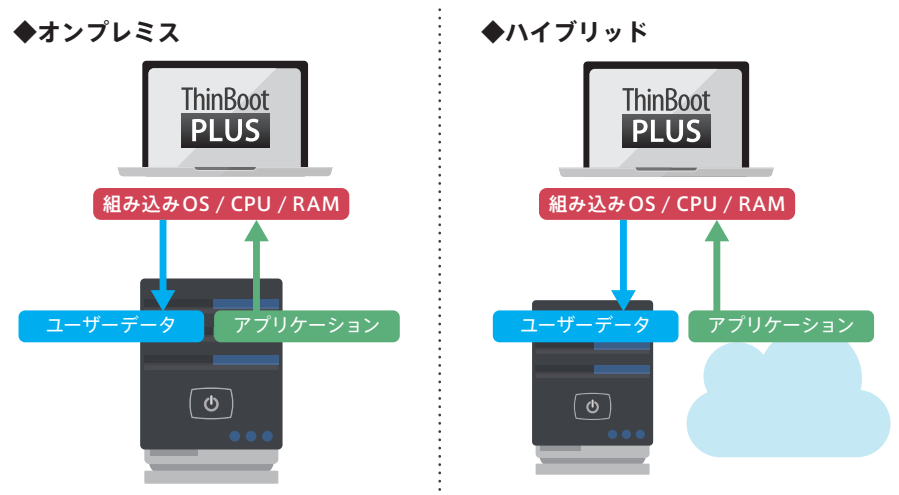 ◆オンプレミス
ThinBoot
PLUS
組み込みOS / CPU / RAM
ユーザーデータ
アプリケーション
◆ハイブリッド
ThinBoot
PLUS
組み込みOS / CPU / RAM
ユーザーデータ
アプリケーション